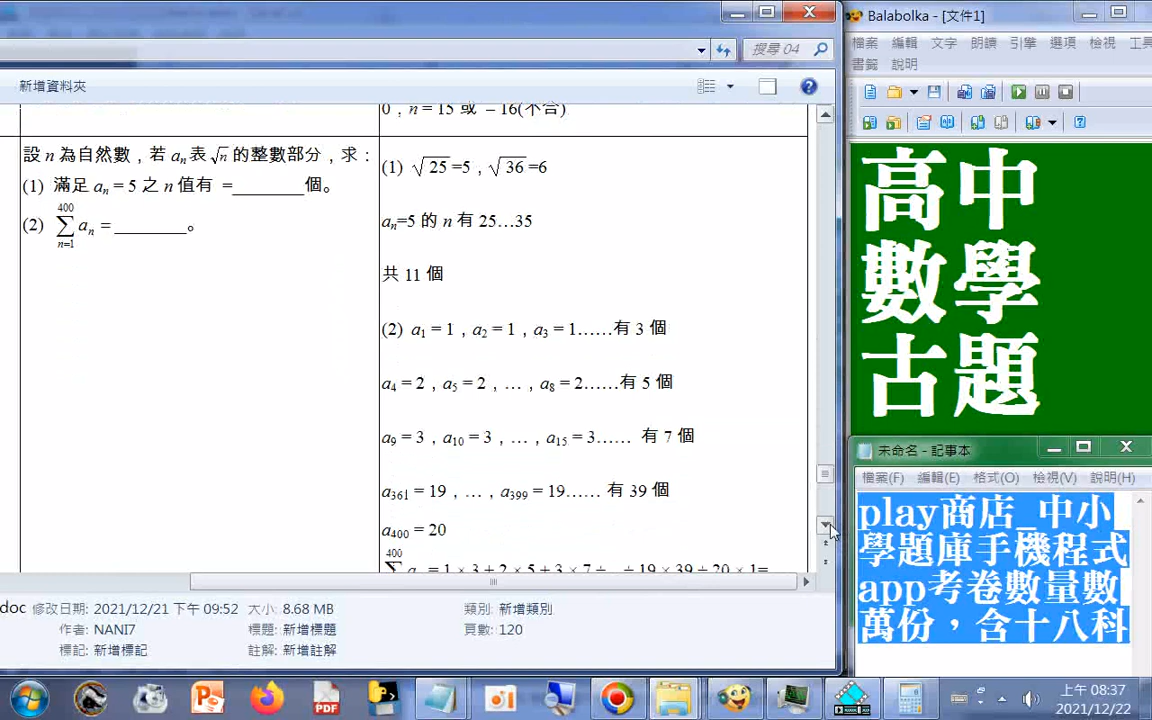 搜尋 04
Balabolka - [文件1]
檔案 編輯 文字 朗讀 引擎 選項 檢視 工具
書籤 說明
新增資料夾
0，n = 15 或 – 16(不合)
設 n 為自然數，若 aₙ 表 √n 的整數部分，求：
(1) 滿足 aₙ = 5 之 n 值有 =________個。
(2) ∑_{n=1}^{400} aₙ = ________。
(1) √25 =5，√36 =6
aₙ=5 的 n 有 25…35
共 11 個
(2) a₁ = 1，a₂ = 1，a₃ = 1……有 3 個
a₄ = 2，a₅ = 2，…，a₈ = 2……有 5 個
a₉ = 3，a₁₀ = 3，…，a₁₅ = 3…… 有 7 個
a₃₆₁ = 19，…，a₃₉₉ = 19…… 有 39 個
a₄₀₀ = 20
高中
數學
古題
未命名 - 記事本
檔案(F) 編輯(E) 格式(O) 檢視(V) 說明(H)
play商店_中小
學題庫手機程式
app考卷數量數
萬份，含十八科
doc 修改日期: 2021/12/21 下午 09:52 大小: 8.68 MB 類別: 新增類別
作者: NANI7 標題: 新增標題 頁數: 120
標記: 新增標記 註解: 新增註解
PDF
上午 08:37
2021/12/22